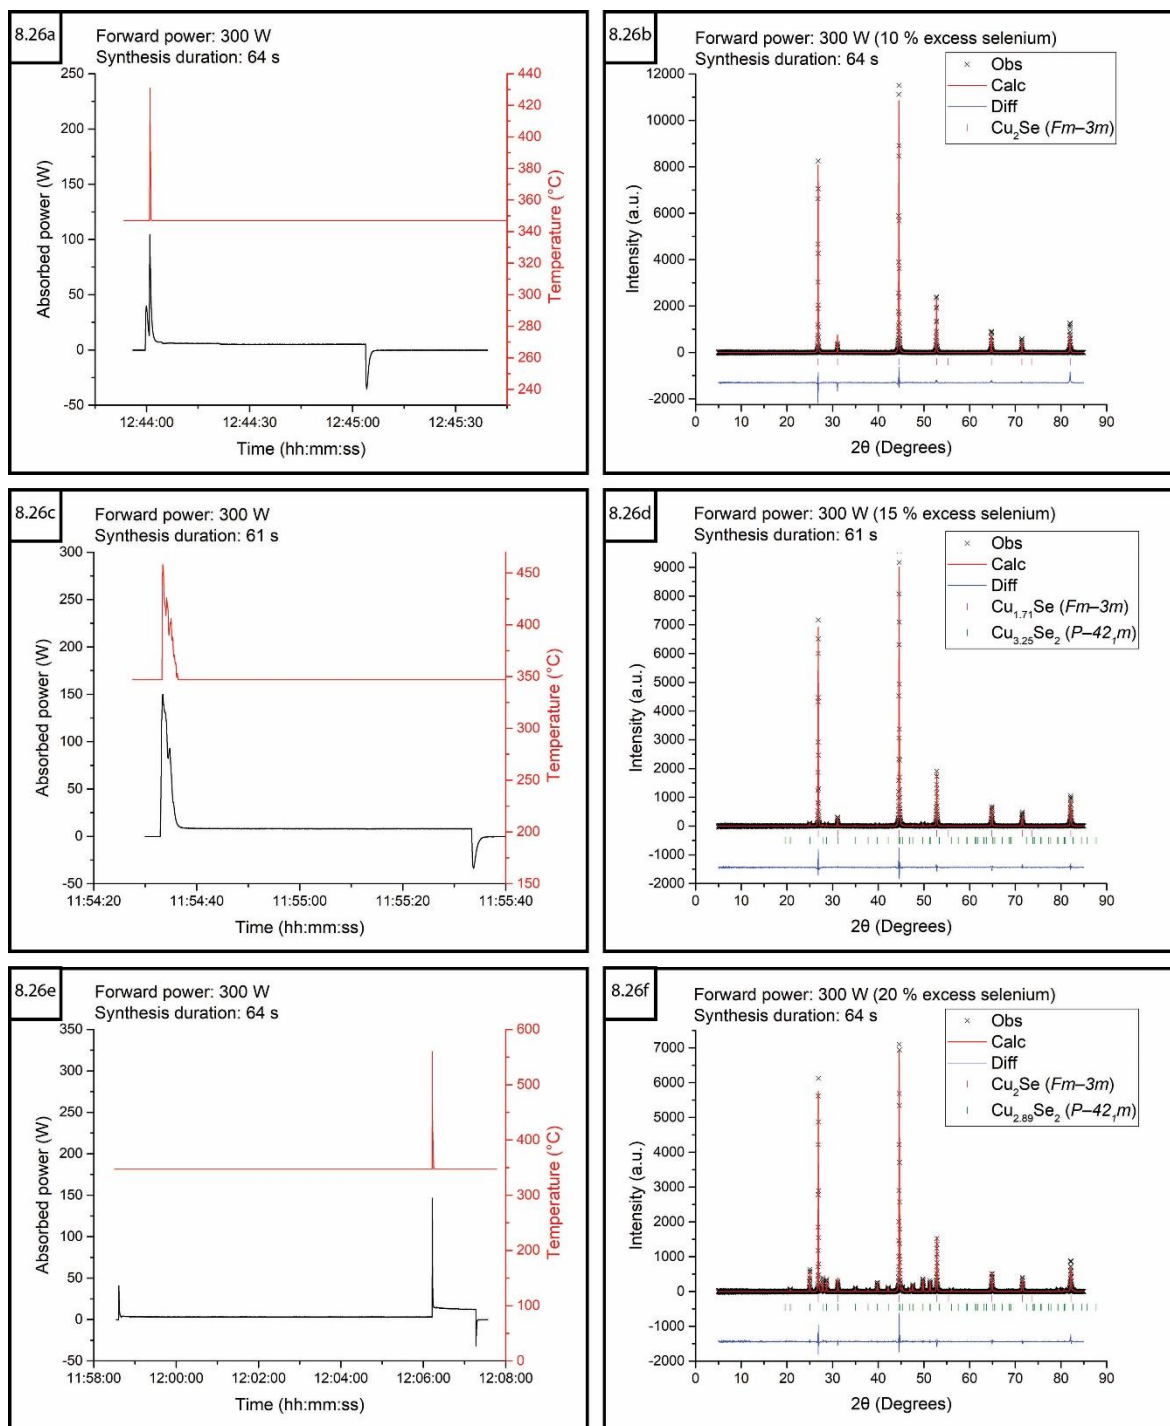 8.26a
Forward power: 300 W
Synthesis duration: 64 s
250
200
150
100
50
0
-50
Absorbed power (W)
440
420
400
380
360
340
320
300
280
260
240
Temperature (°C)
12:44:00
12:44:30
12:45:00
12:45:30
Time (hh:mm:ss)
8.26b
Forward power: 300 W (10 % excess selenium)
Synthesis duration: 64 s
Obs
Calc
Diff
Cu2Se (Fm–3m)
12000
10000
8000
6000
4000
2000
0
-2000
Intensity (a.u.)
0 10 20 30 40 50 60 70 80 90
2θ (Degrees)
8.26c
Forward power: 300 W
Synthesis duration: 61 s
300
250
200
150
100
50
0
-50
Absorbed power (W)
450
400
350
300
250
200
150
Temperature (°C)
11:54:20 11:54:40 11:55:00 11:55:20 11:55:40
Time (hh:mm:ss)
8.26d
Forward power: 300 W (15 % excess selenium)
Synthesis duration: 61 s
Obs
Calc
Diff
Cu1.71Se (Fm–3m)
Cu3.25Se2 (P–421m)
9000
8000
7000
6000
5000
4000
3000
2000
1000
0
-1000
-2000
Intensity (a.u.)
0 10 20 30 40 50 60 70 80 90
2θ (Degrees)
8.26e
Forward power: 300 W
Synthesis duration: 64 s
350
300
250
200
150
100
50
0
-50
Absorbed power (W)
600
500
400
300
200
100
0
Temperature (°C)
11:58:00 12:00:00 12:02:00 12:04:00 12:06:00 12:08:00
Time (hh:mm:ss)
8.26f
Forward power: 300 W (20 % excess selenium)
Synthesis duration: 64 s
Obs
Calc
Diff
Cu2Se (Fm–3m)
Cu2.89Se2 (P–421m)
7000
6000
5000
4000
3000
2000
1000
0
-1000
-2000
Intensity (a.u.)
0 10 20 30 40 50 60 70 80 90
2θ (Degrees)